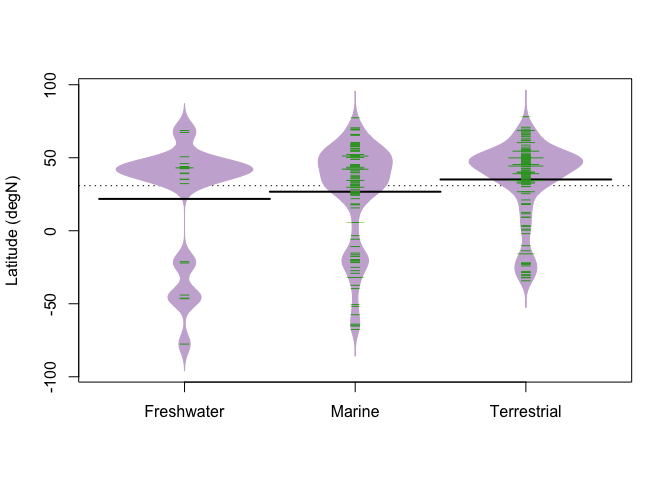 Latitude (degN)
100
50
0
-50
-100
Freshwater
Marine
Terrestrial